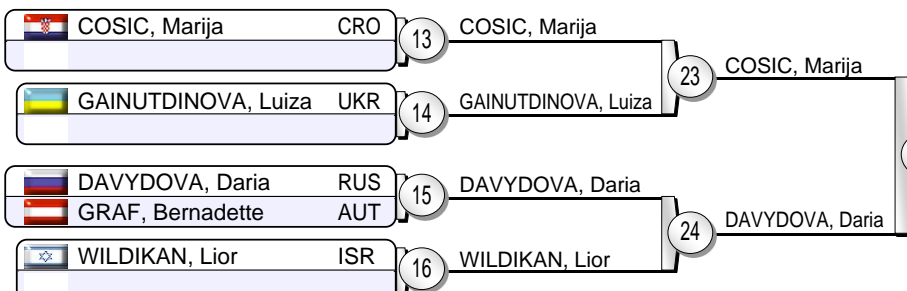 COSIC, Marija CRO 13 COSIC, Marija
23 COSIC, Marija
GAINUTDINOVA, Luiza UKR 14 GAINUTDINOVA, Luiza
DAVYDOVA, Daria RUS 15 DAVYDOVA, Daria
GRAF, Bernadette AUT
24 DAVYDOVA, Daria
WILDIKAN, Lior ISR 16 WILDIKAN, Lior